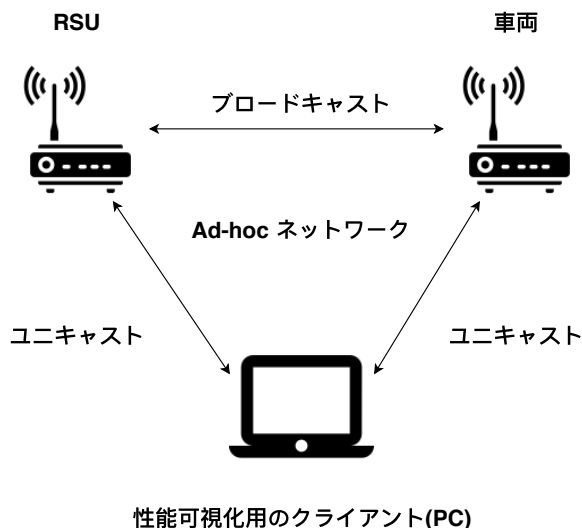 RSU
車両
ブロードキャスト
Ad-hoc ネットワーク
ユニキャスト
ユニキャスト
性能可視化用のクライアント(PC)